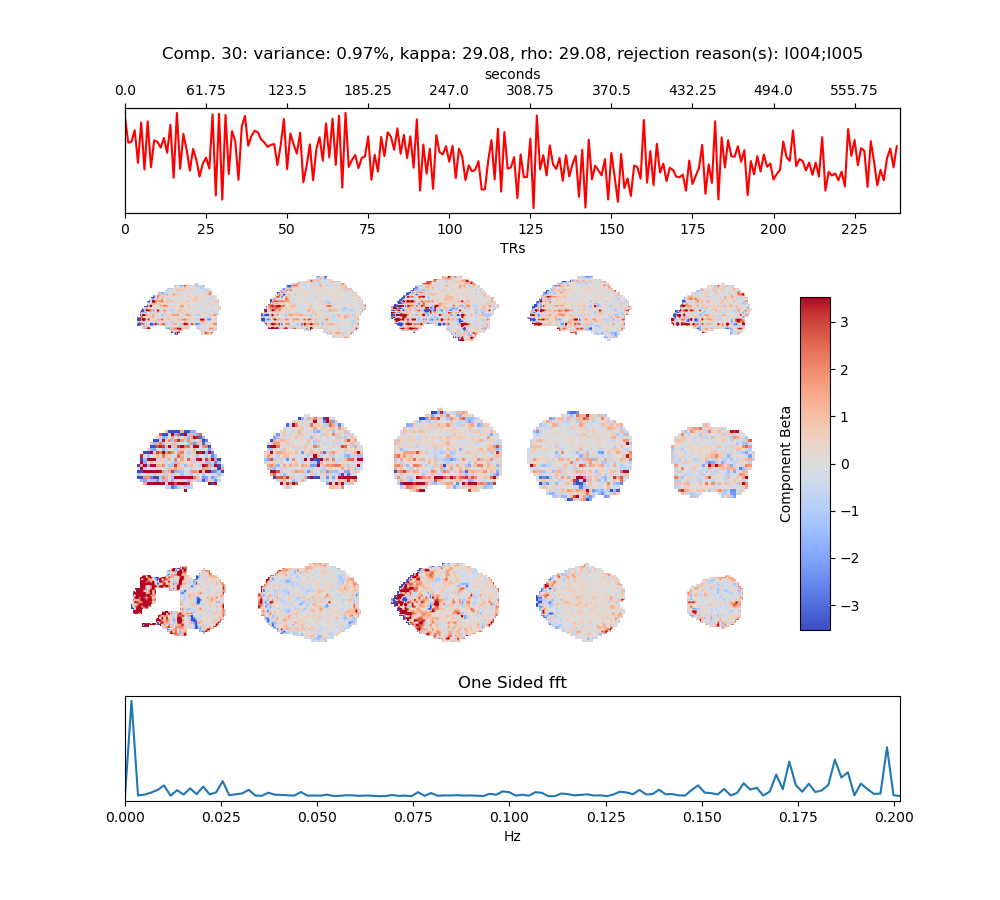 Comp. 30: variance: 0.97%, kappa: 29.08, rho: 29.08, rejection reason(s): I004;I005
seconds
0.0 61.75 123.5 185.25 247.0 308.75 370.5 432.25 494.0 555.75
0 25 50 75 100 125 150 175 200 225
TRs
3
2
1
0
−1
−2
−3
Component Beta
One Sided fft
0.000 0.025 0.050 0.075 0.100 0.125 0.150 0.175 0.200
Hz